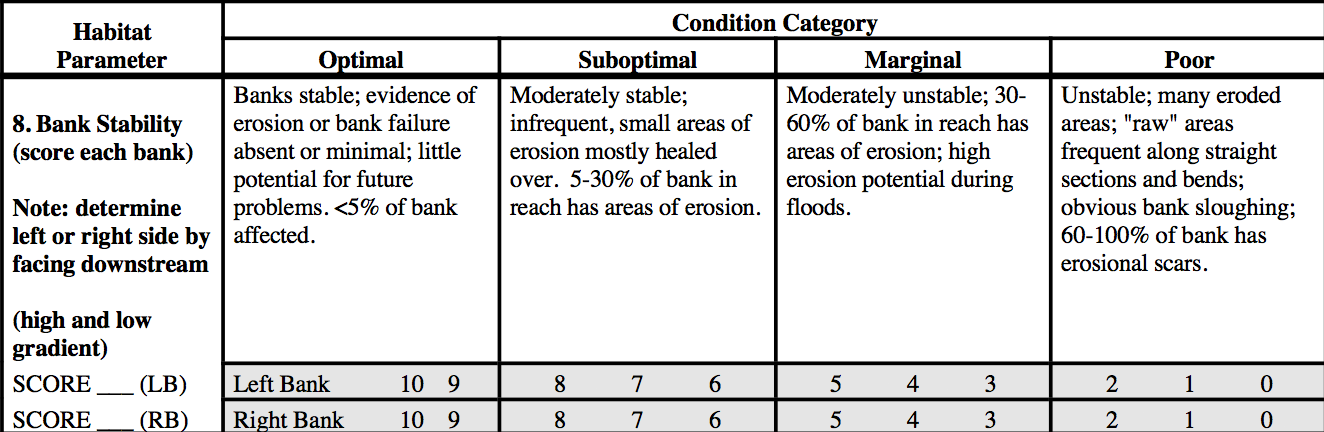 Habitat
Parameter
Condition Category
Optimal
Suboptimal
Marginal
Poor
8. Bank Stability
(score each bank)
Note: determine
left or right side by
facing downstream
(high and low
gradient)
Banks stable; evidence of
erosion or bank failure
absent or minimal; little
potential for future
problems. <5% of bank
affected.
Moderately stable;
infrequent, small areas of
erosion mostly healed
over. 5-30% of bank in
reach has areas of erosion.
Moderately unstable; 30-
60% of bank in reach has
areas of erosion; high
erosion potential during
floods.
Unstable; many eroded
areas; "raw" areas
frequent along straight
sections and bends;
obvious bank sloughing;
60-100% of bank has
erosional scars.
SCORE ___ (LB) Left Bank 10 9 8 7 6 5 4 3 2 1 0
SCORE ___ (RB) Right Bank 10 9 8 7 6 5 4 3 2 1 0